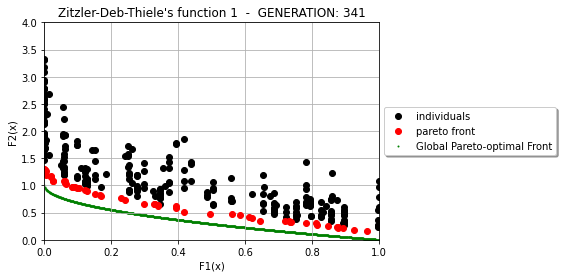 Zitzler-Deb-Thiele's function 1 - GENERATION: 341
4.0
3.5
3.0
2.5
2.0
1.5
1.0
0.5
0.0
F2(x)
0.0 0.2 0.4 0.6 0.8 1.0
F1(x)
individuals
pareto front
Global Pareto-optimal Front